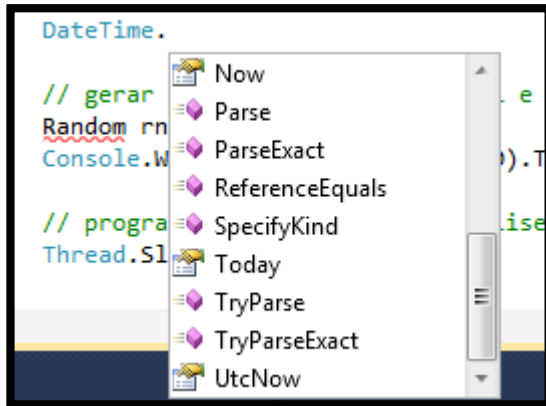 DateTime.
Now
// gerar e
Parse
Random rn
ParseExact
Console.W ).T
ReferenceEquals
// progra ise
SpecifyKind
Thread.Sl
Today
TryParse
TryParseExact
UtcNow